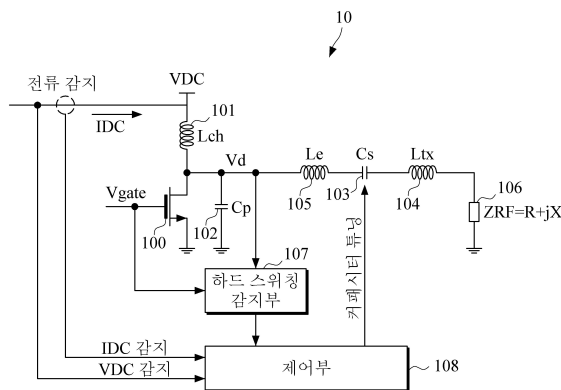 10
전류 감지
VDC
101
IDC
Lch
Vd
Le
Cs
Ltx
Vgate
103
106
105
104
Cp
ZRF=R+jX
100
102
107
하드 스위칭
감지부
커패시터 튜닝
IDC 감지
제어부
VDC 감지
108